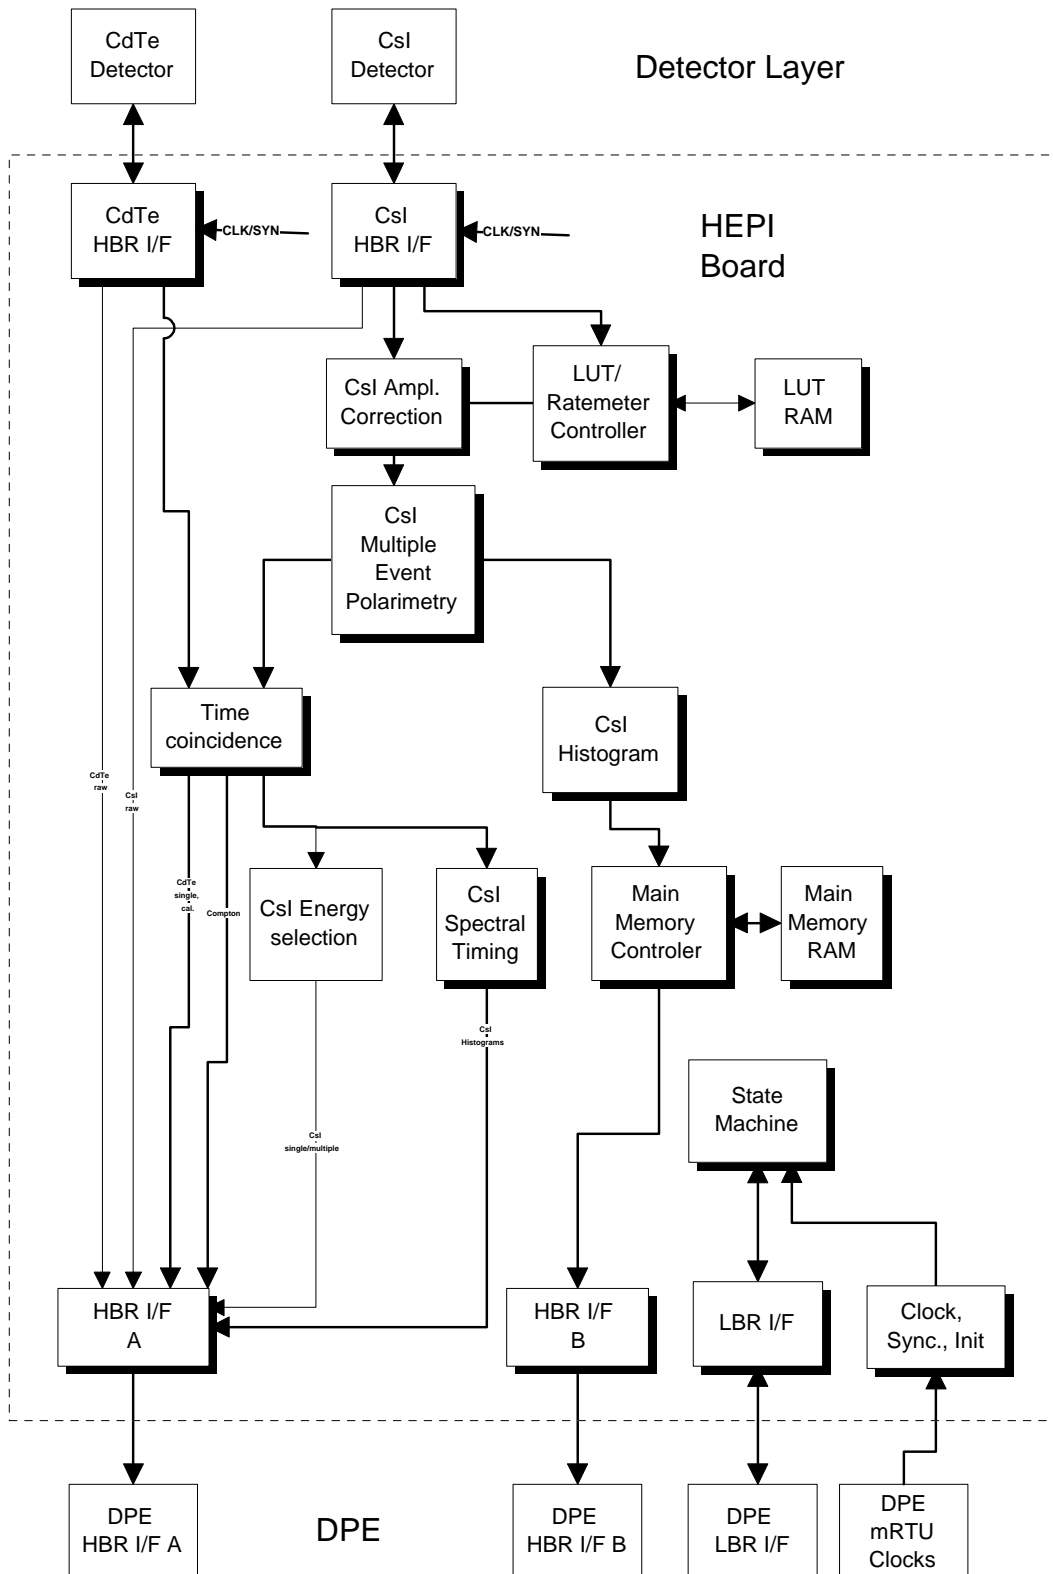 CdTe
Detector
CsI
Detector
Detector Layer
CdTe
HBR I/F
CLK/SYN
CsI
HBR I/F
CLK/SYN
HEPI
Board
CsI Ampl.
Correction
LUT/
Ratemeter
Controller
LUT
RAM
CsI
Multiple
Event
Polarimetry
Time
coincidence
CsI
Histogram
CdTe
raw
CsI
raw
CdTe
single,
cal.
Compton
CsI Energy
selection
CsI
Spectral
Timing
Main
Memory
Controler
Main
Memory
RAM
CsI
Histograms
State
Machine
CsI
single/multiple
HBR I/F
A
HBR I/F
B
LBR I/F
Clock,
Sync., Init
DPE
HBR I/F A
DPE
DPE
HBR I/F B
DPE
LBR I/F
DPE
mRTU
Clocks